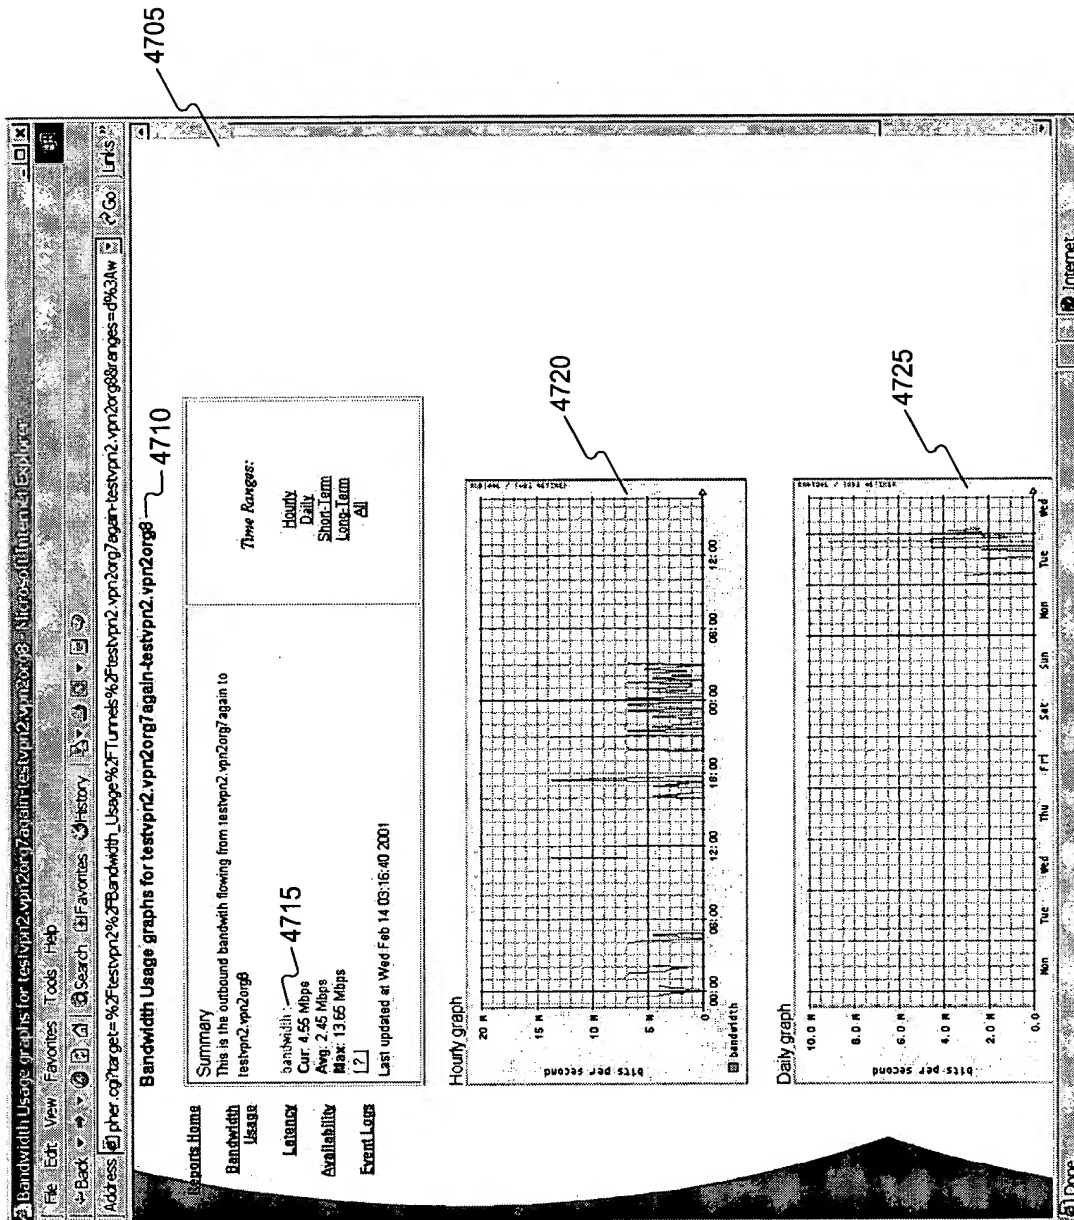 Bandwidth Usage graphs for testvpn2.vpn2org7again-testvpn2.vpn2org8 - Microsoft Internet Explorer
File Edit View Favorites Tools Help
Back Search Favorites History
Address pher.cgi?target=%2Ftestvpn2%2FBandwidth_Usage%2FTunnels%2Ftestvpn2.vpn2org7again-testvpn2.vpn2org8&ranges=d%3Aw Go Links »
4705
Bandwidth Usage graphs for testvpn2.vpn2org7again-testvpn2.vpn2org8
4710
Reports Home
Bandwidth Usage
Latency
Availability
Event Logs
Summary
This is the outbound bandwith flowing from testvpn2.vpn2org7again to
testvpn2.vpn2org8
bandwidth :
4715
Cur: 4.56 Mbps
Avg: 2.45 Mbps
Max: 13.66 Mbps
[?]
Last updated at Wed Feb 14 03:16:40 2001
Time Ranges:
Hourly
Daily
Short-Term
Long-Term
All
Hourly graph
4720
20 M
15 M
10 M
5 M
0
bits per second
00:00 06:00 12:00 18:00 00:00 06:00 12:00
bandwidth
Daily graph
4725
10.0 M
8.0 M
6.0 M
4.0 M
2.0 M
0.0
bits per second
Mon Tue Wed Thu Fri Sat Sun Mon Tue Wed
Done
Internet